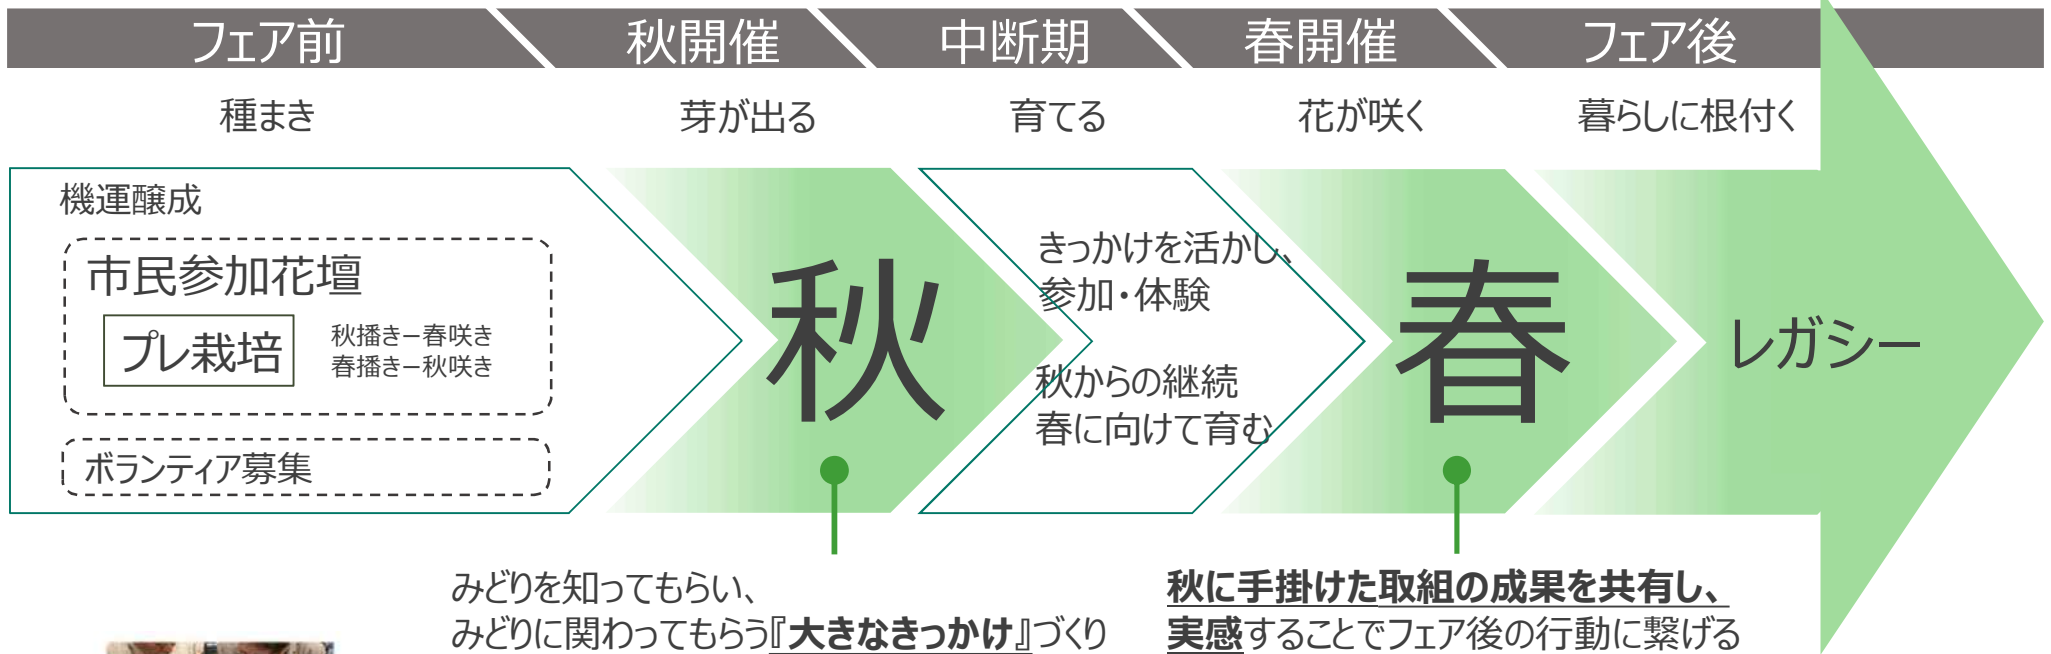 フェア前
秋開催
中断期
春開催
フェア後
種まき
芽が出る
育てる
花が咲く
暮らしに根付く
機運醸成
市民参加花壇
プレ栽培
秋播きー春咲き
春播きー秋咲き
ボランティア募集
秋
きっかけを活かし、
参加・体験
秋からの継続
春に向けて育む
春
レガシー
みどりを知ってもらい、
みどりに関わってもらう『大きなきっかけ』づくり
秋に手掛けた取組の成果を共有し、
実感することでフェア後の行動に繋げる